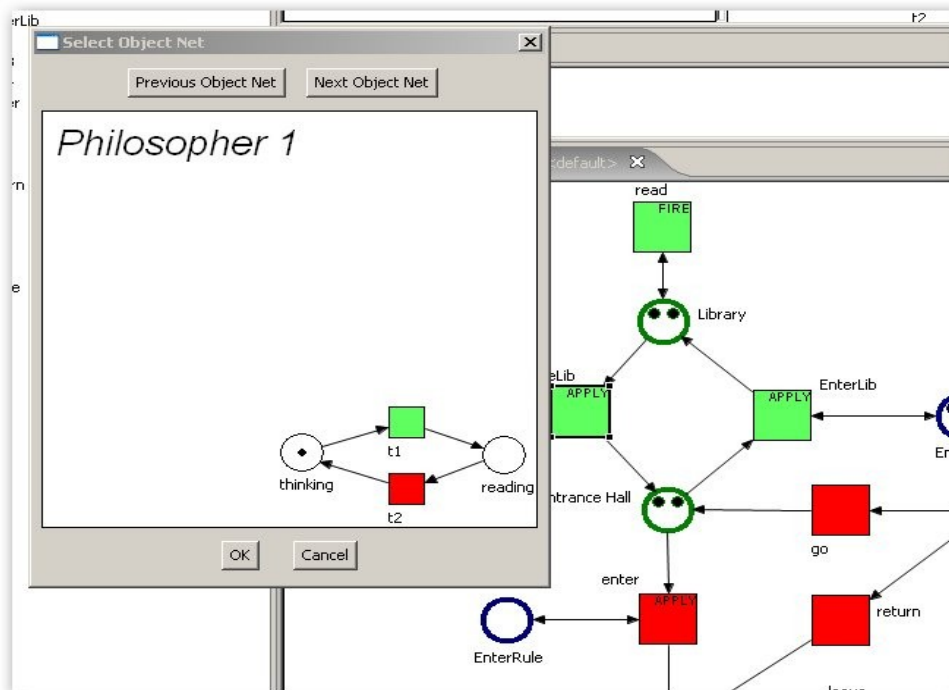 t2
Select Object Net
Previous Object Net
Next Object Net
Philosopher 1
<default>
read
FIRE
Library
APPLY
APPLY
EnterLib
t1
thinking
reading
t2
Entrance Hall
go
OK
Cancel
enter
APPLY
return
EnterRule